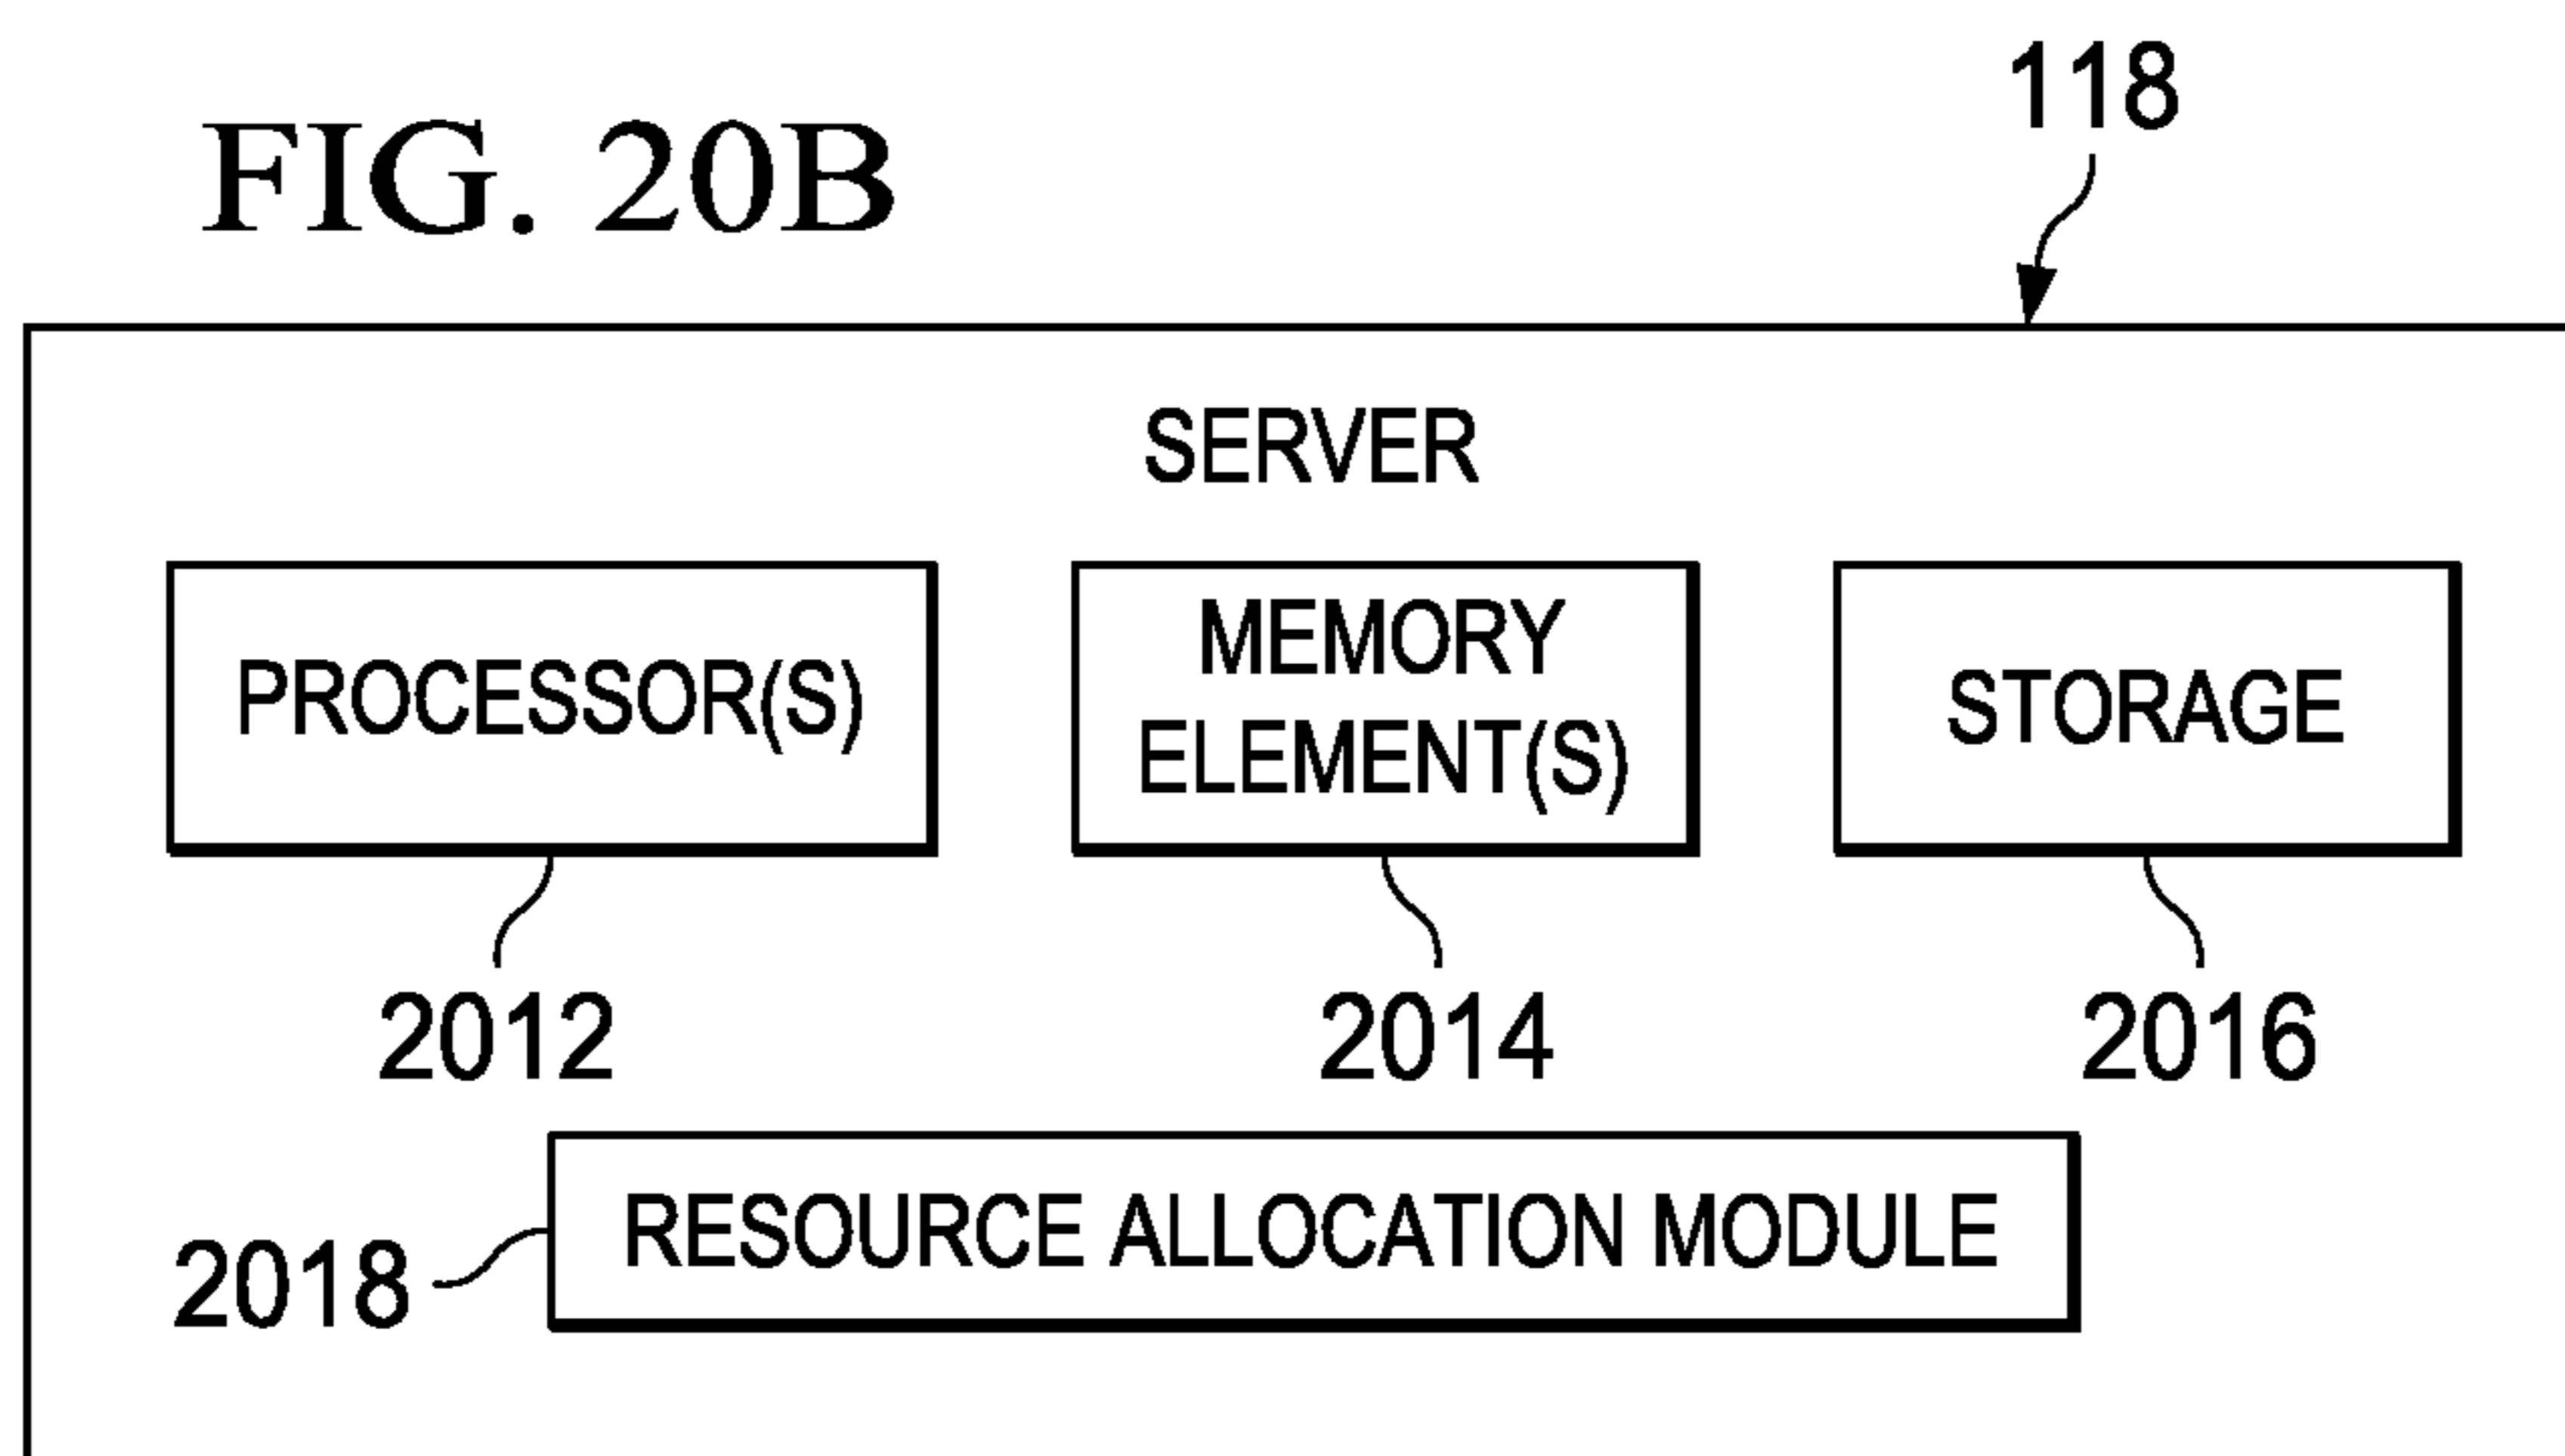 118
FIG. 20B
SERVER
PROCESSOR(S)
MEMORY
ELEMENT(S)
STORAGE
2012
2014
2016
RESOURCE ALLOCATION MODULE
2018